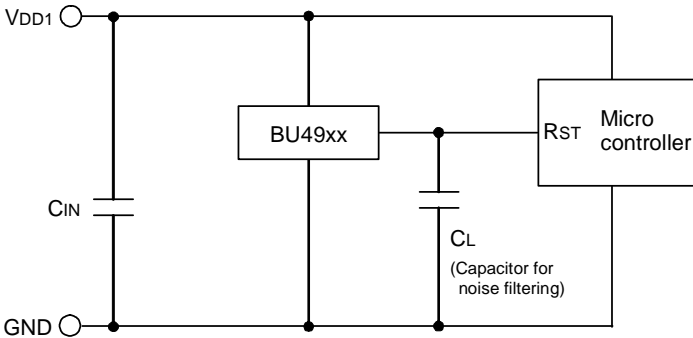 VDD1
BU49xx
RST
Micro
controller
CIN
CL
(Capacitor for
noise filtering)
GND